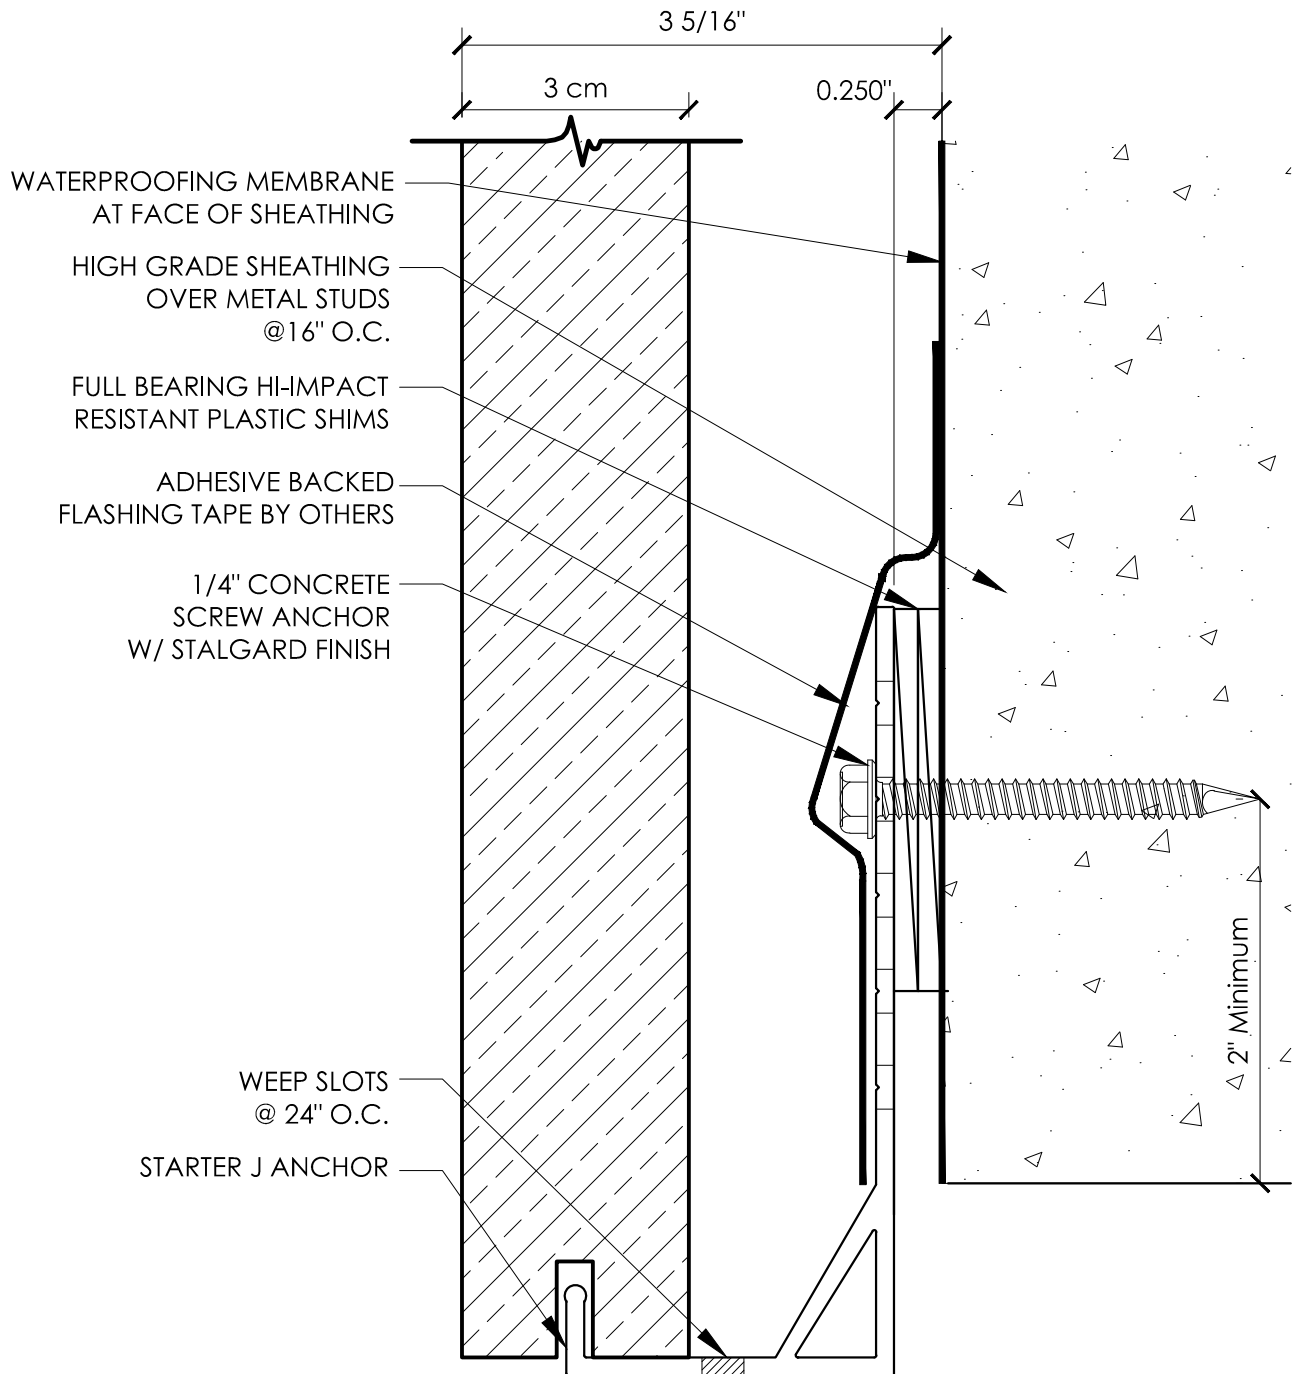 3 5/16"
3 cm
0.250"
WATERPROOFING MEMBRANE
AT FACE OF SHEATHING
HIGH GRADE SHEATHING
OVER METAL STUDS
@16" O.C.
FULL BEARING HI-IMPACT
RESISTANT PLASTIC SHIMS
ADHESIVE BACKED
FLASHING TAPE BY OTHERS
1/4" CONCRETE
SCREW ANCHOR
W/ STALGARD FINISH
2" Minimum
WEEP SLOTS
@ 24" O.C.
STARTER J ANCHOR